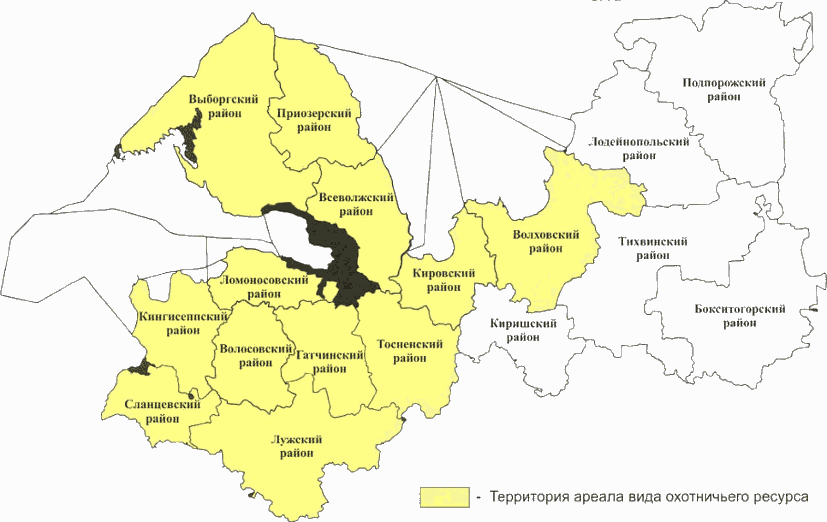 Подпорожский
район
Выборгский
район
Приозерский
район
Лодейнопольский
район
Всеволжский
район
Волховский
район
Тихвинский
район
Кировский
район
Ломоносовский
район
Бокситогорский
район
Кингисеппский
район
Киришский
район
Волосовский
район
Гатчинский
район
Тосненский
район
Сланцевский
район
Лужский
район
- Территория ареала вида охотничьего ресурса